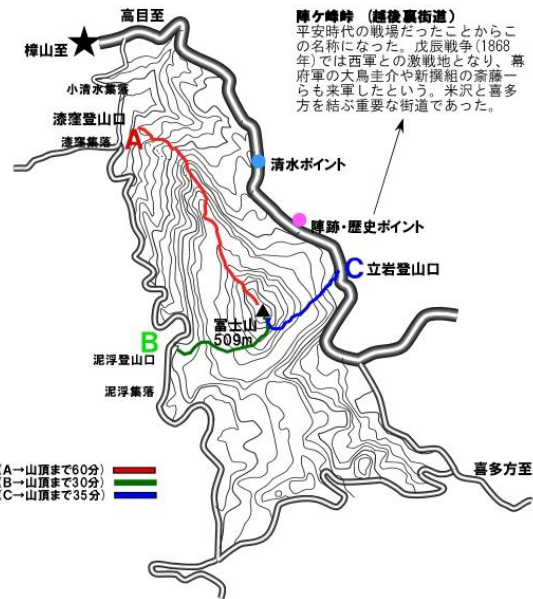 高目至
樟山至
小清水集落
漆窪登山口
漆窪集落
A
陣ケ峰峠 (越後裏街道)
平安時代の戦場だったことからこ
の名称になった。戊辰戦争(1868
年)では西軍との激戦地となり、幕
府軍の大鳥圭介や新撰組の斎藤一
らも来軍したという。米沢と喜多
方を結ぶ重要な街道であった。
清水ポイント
陣跡・歴史ポイント
C 立岩登山口
富士山
509m
B
泥浮登山口
泥浮集落
(A→山頂まで60分)
(B→山頂まで30分)
(C→山頂まで35分)
喜多方至